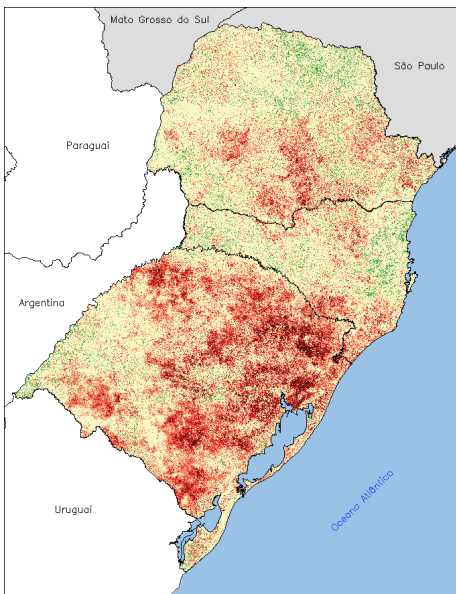 Mato Grosso do Sul
São Paulo
Paraguai
Argentina
Uruguai
Oceano Atlântico